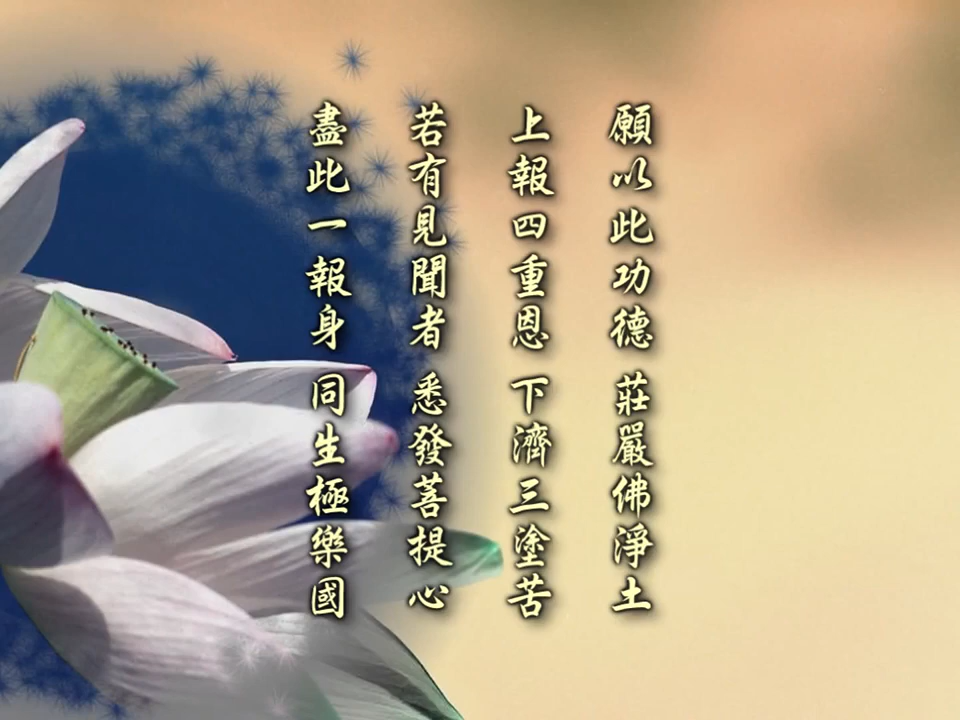 願以此功德 莊嚴佛淨土
上報四重恩 下濟三塗苦
若有見聞者 悉發菩提心
盡此一報身 同生極樂國